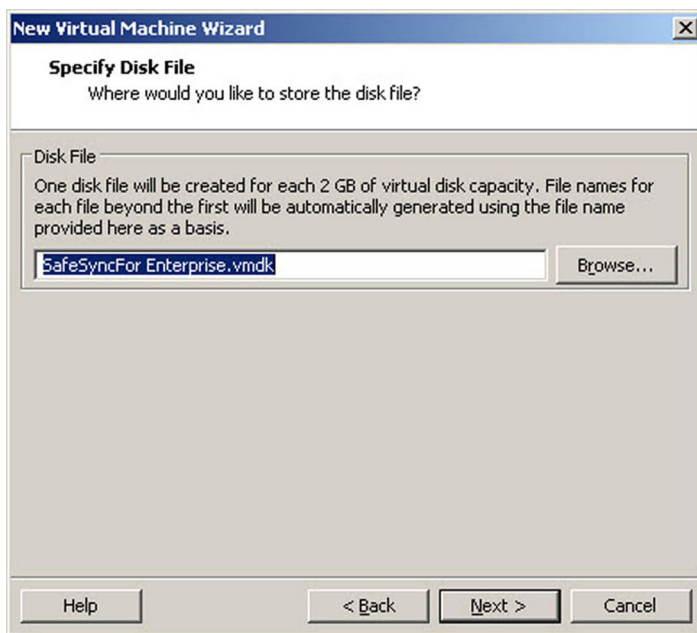 New Virtual Machine Wizard
Specify Disk File
Where would you like to store the disk file?
Disk File
One disk file will be created for each 2 GB of virtual disk capacity. File names for
each file beyond the first will be automatically generated using the file name
provided here as a basis.
SafeSyncFor Enterprise.vmdk
Browse...
Help
< Back
Next >
Cancel